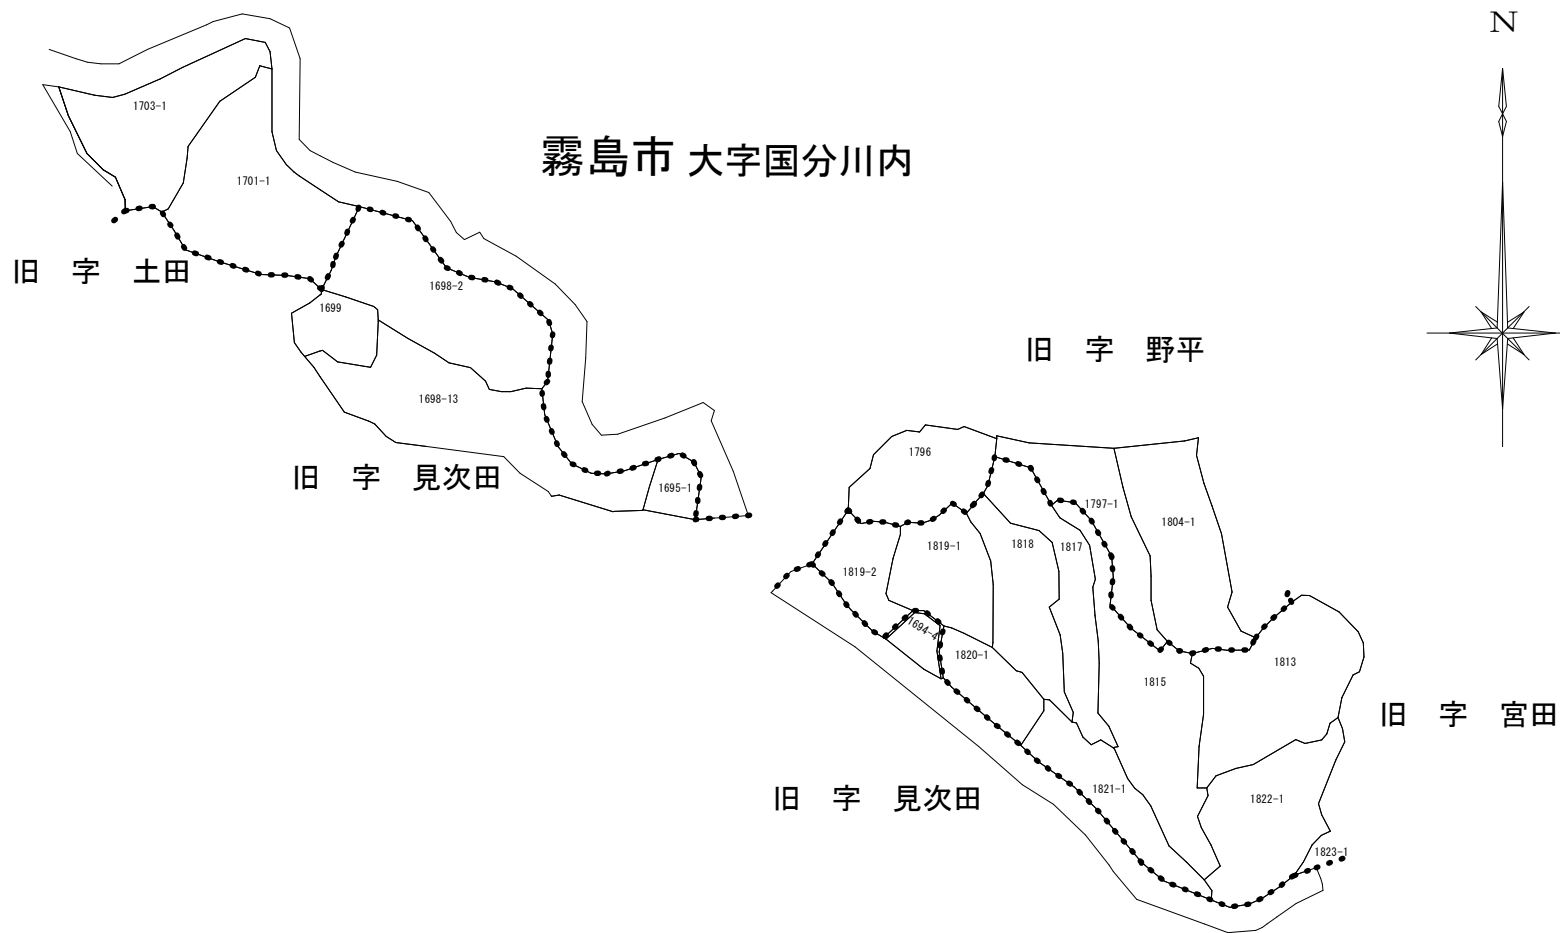 N
1703-1
霧島市 大字国分川内
1701-1
旧 字 土田
1698-2
1699
旧 字 野平
1698-13
1796
旧 字 見次田
1695-1
1797-1
1804-1
1819-1
1818
1817
1819-2
1694-4
1820-1
1813
1815
旧 字 宮田
旧 字 見次田
1821-1
1822-1
1823-1